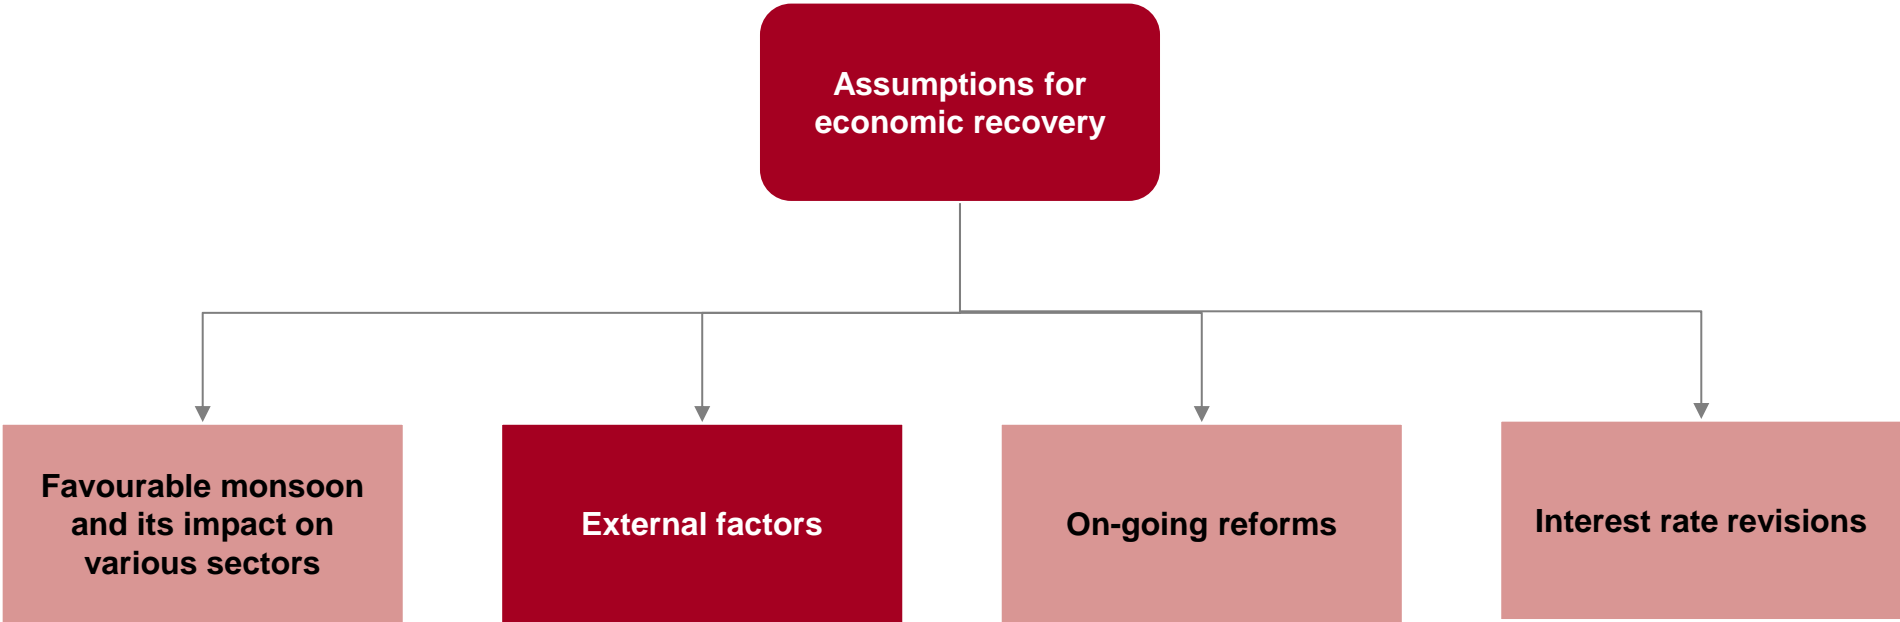 Assumptions for
economic recovery
Favourable monsoon
and its impact on
various sectors
External factors
On-going reforms
Interest rate revisions